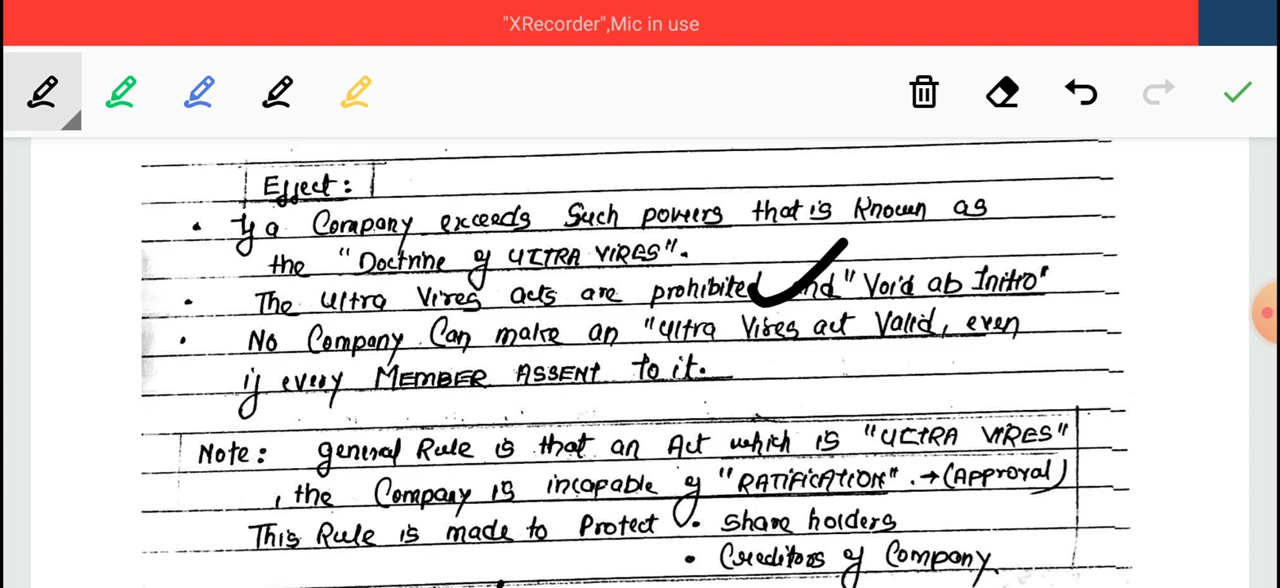 "XRecorder",Mic in use
Effect:
• If a Company exceeds Such powers that is Known as
the "Doctrine of ULTRA VIRES".
• The Ultra Vires acts are prohibited and "Void ab Initio"
• No Company Can make an "Ultra Vires act Valid, even
if every MEMBER ASSENT to it.
Note: general Rule is that an Act which is "ULTRA VIRES"
, the Company is incapable of "RATIFICATION". → (Approval)
This Rule is made to Protect • share holders
• Creditors of Company.